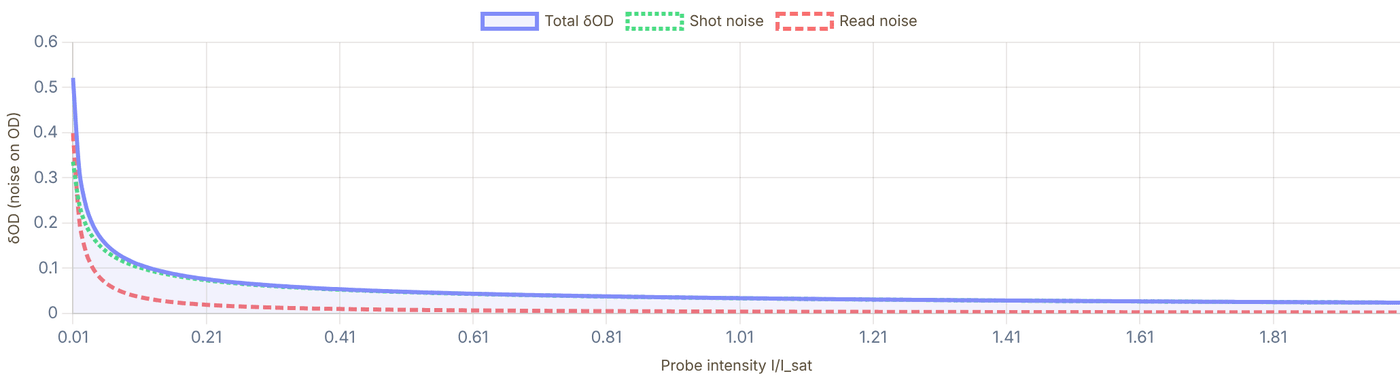 Total δOD Shot noise Read noise
0.6
0.5
0.4
0.3
0.2
0.1
0
δOD (noise on OD)
0.01 0.21 0.41 0.61 0.81 1.01 1.21 1.41 1.61 1.81
Probe intensity I/I_sat